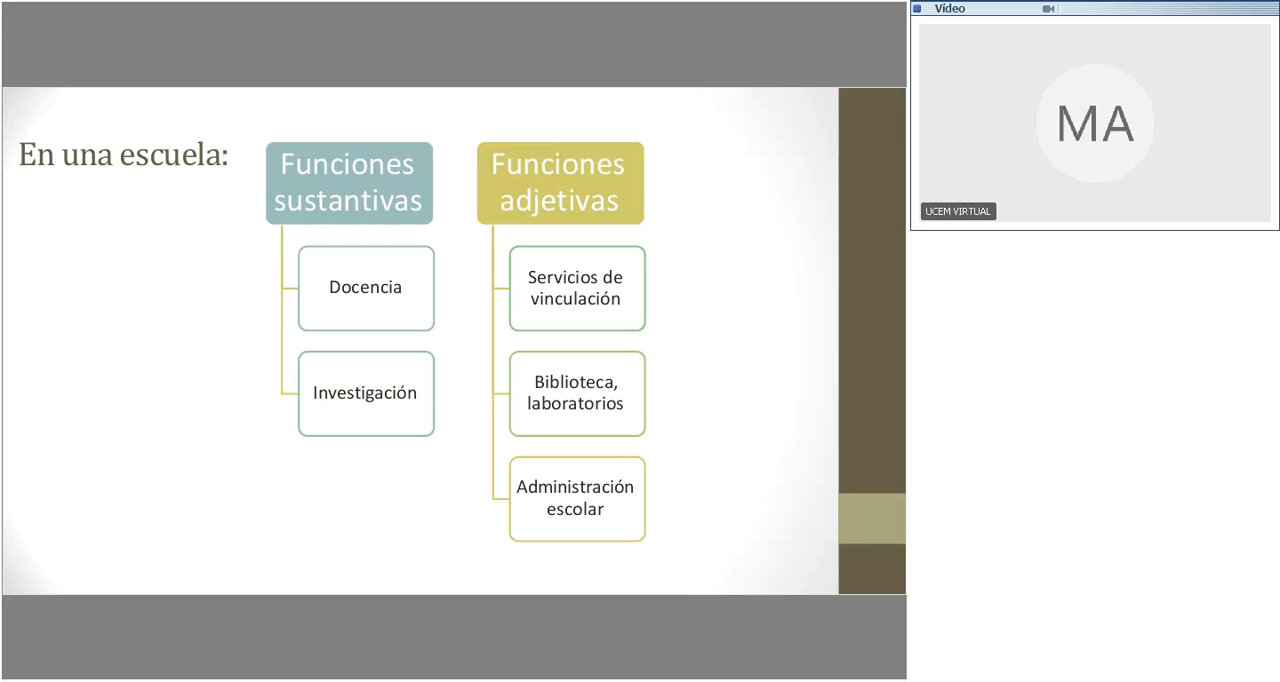 En una escuela:
Funciones
sustantivas
Docencia
Investigación
Funciones
adjetivas
Servicios de
vinculación
Biblioteca,
laboratorios
Administración
escolar
Vídeo
MA
UCEM VIRTUAL